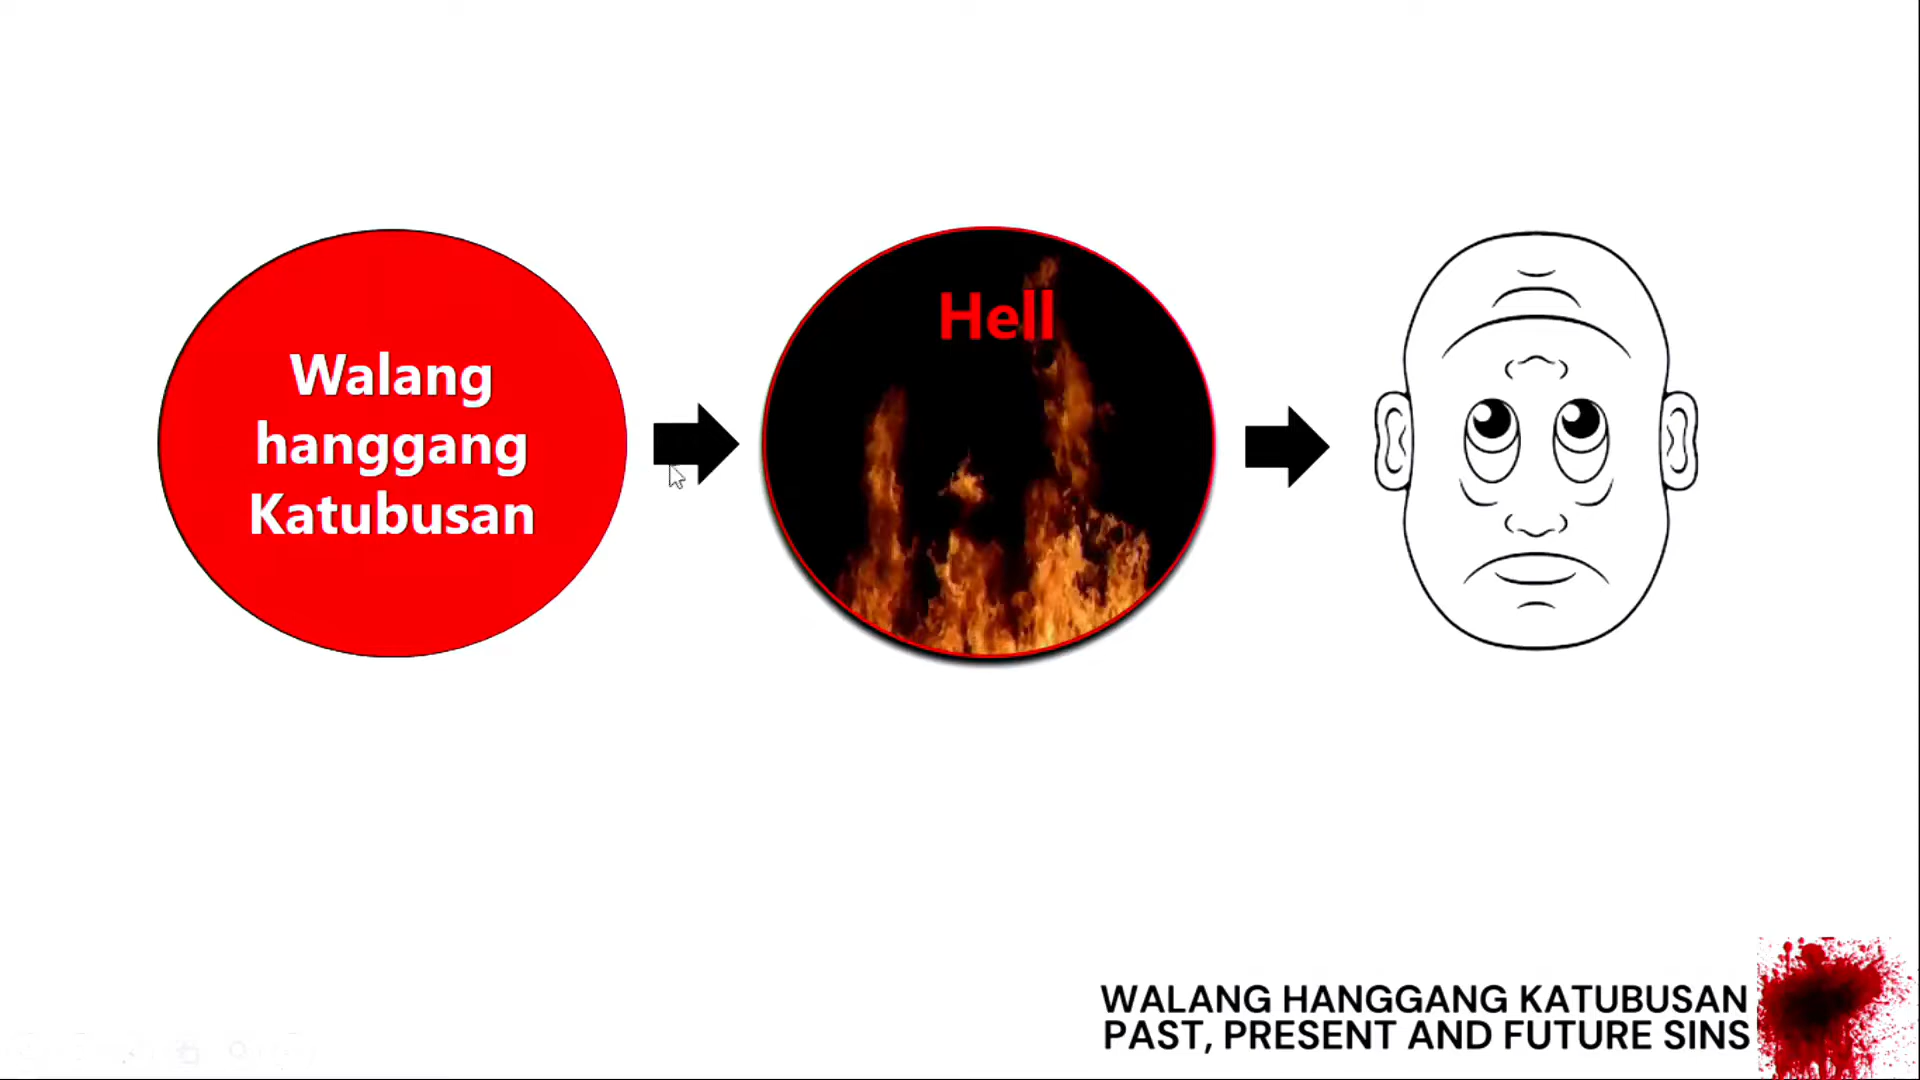 Walang
hanggang
Katubusan
Hell
WALANG HANGGANG KATUBUSAN
PAST, PRESENT AND FUTURE SINS